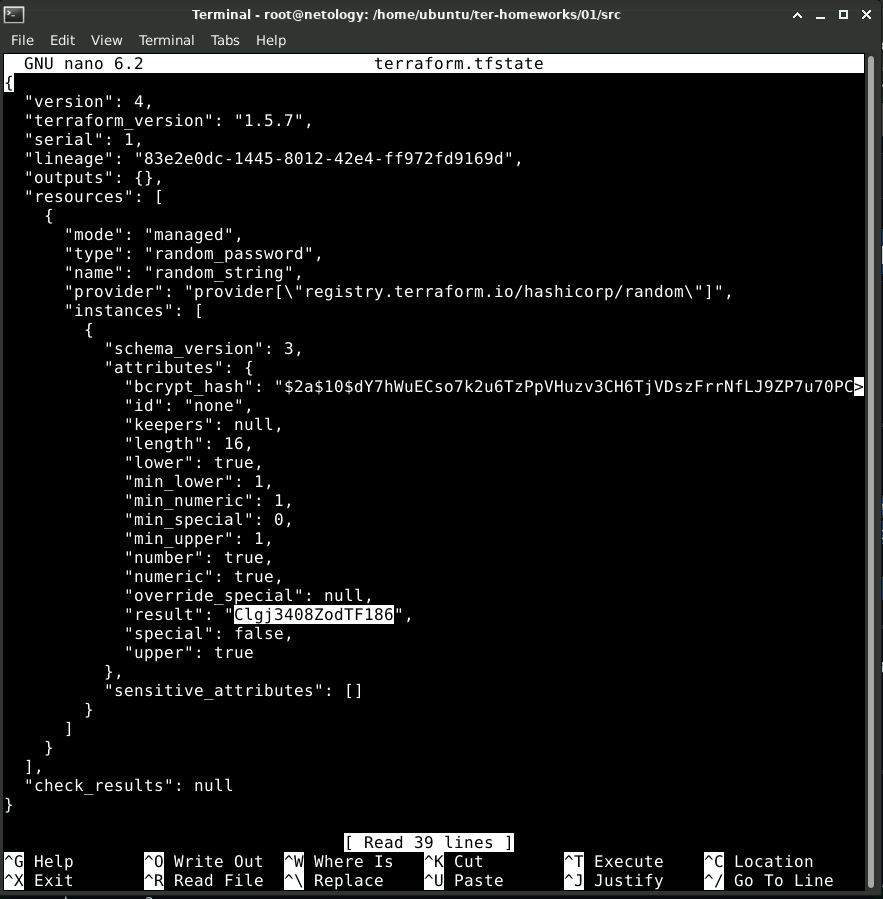 Terminal - root@netology: /home/ubuntu/ter-homeworks/01/src
File Edit View Terminal Tabs Help
GNU nano 6.2 terraform.tfstate
{
  "version": 4,
  "terraform_version": "1.5.7",
  "serial": 1,
  "lineage": "83e2e0dc-1445-8012-42e4-ff972fd9169d",
  "outputs": {},
  "resources": [
    {
      "mode": "managed",
      "type": "random_password",
      "name": "random_string",
      "provider": "provider[\"registry.terraform.io/hashicorp/random\"]",
      "instances": [
        {
          "schema_version": 3,
          "attributes": {
            "bcrypt_hash": "$2a$10$dY7hWuECso7k2u6TzPpVHuzv3CH6TjVDszFrrNfLJ9ZP7u70PC>
            "id": "none",
            "keepers": null,
            "length": 16,
            "lower": true,
            "min_lower": 1,
            "min_numeric": 1,
            "min_special": 0,
            "min_upper": 1,
            "number": true,
            "numeric": true,
            "override_special": null,
            "result": "Clgj3408ZodTF186",
            "special": false,
            "upper": true
          },
          "sensitive_attributes": []
        }
      ]
    }
  ],
  "check_results": null
}
[ Read 39 lines ]
^G Help ^O Write Out ^W Where Is ^K Cut ^T Execute ^C Location
^X Exit ^R Read File ^\ Replace ^U Paste ^J Justify ^/ Go To Line